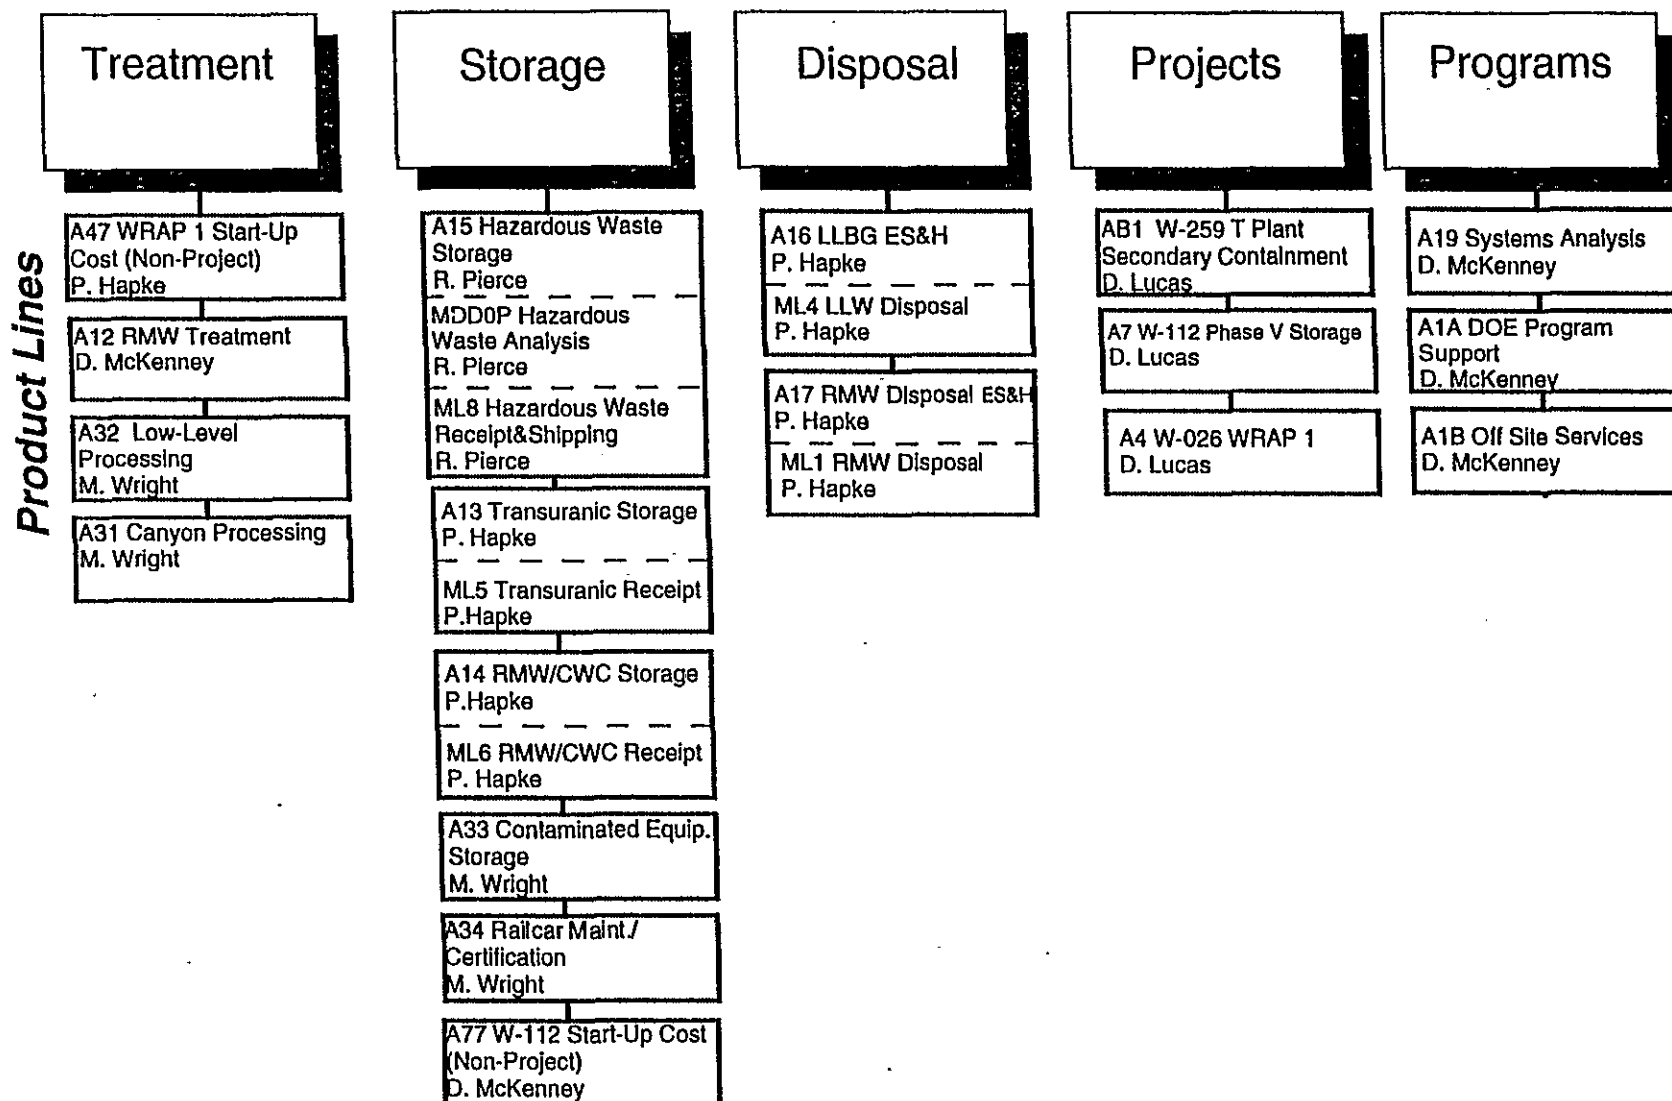 Treatment
Storage
Disposal
Projects
Programs
Product Lines
A47 WRAP 1 Start-Up
Cost (Non-Project)
P. Hapke
A12 RMW Treatment
D. McKenney
A32 Low-Level
Processing
M. Wright
A31 Canyon Processing
M. Wright
A15 Hazardous Waste
Storage
R. Pierce
MDD0P Hazardous
Waste Analysis
R. Pierce
ML8 Hazardous Waste
Receipt&Shipping
R. Pierce
A13 Transuranic Storage
P. Hapke
ML5 Transuranic Receipt
P.Hapke
A14 RMW/CWC Storage
P.Hapke
ML6 RMW/CWC Receipt
P. Hapke
A33 Contaminated Equip.
Storage
M. Wright
A34 Railcar Maint./
Certification
M. Wright
A77 W-112 Start-Up Cost
(Non-Project)
D. McKenney
A16 LLBG ES&H
P. Hapke
ML4 LLW Disposal
P. Hapke
A17 RMW Disposal ES&H
P. Hapke
ML1 RMW Disposal
P. Hapke
AB1 W-259 T Plant
Secondary Containment
D. Lucas
A7 W-112 Phase V Storage
D. Lucas
A4 W-026 WRAP 1
D. Lucas
A19 Systems Analysis
D. McKenney
A1A DOE Program
Support
D. McKenney
A1B Off Site Services
D. McKenney